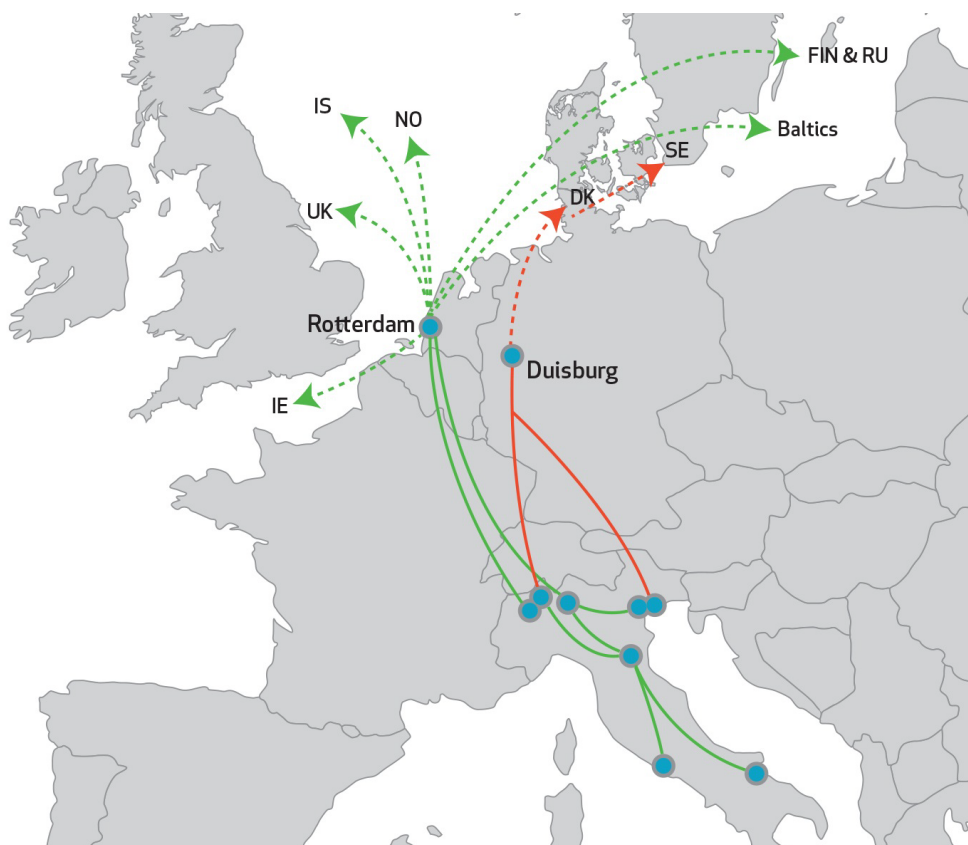 FIN & RU
IS
NO
Baltics
SE
DK
UK
Rotterdam
Duisburg
IE